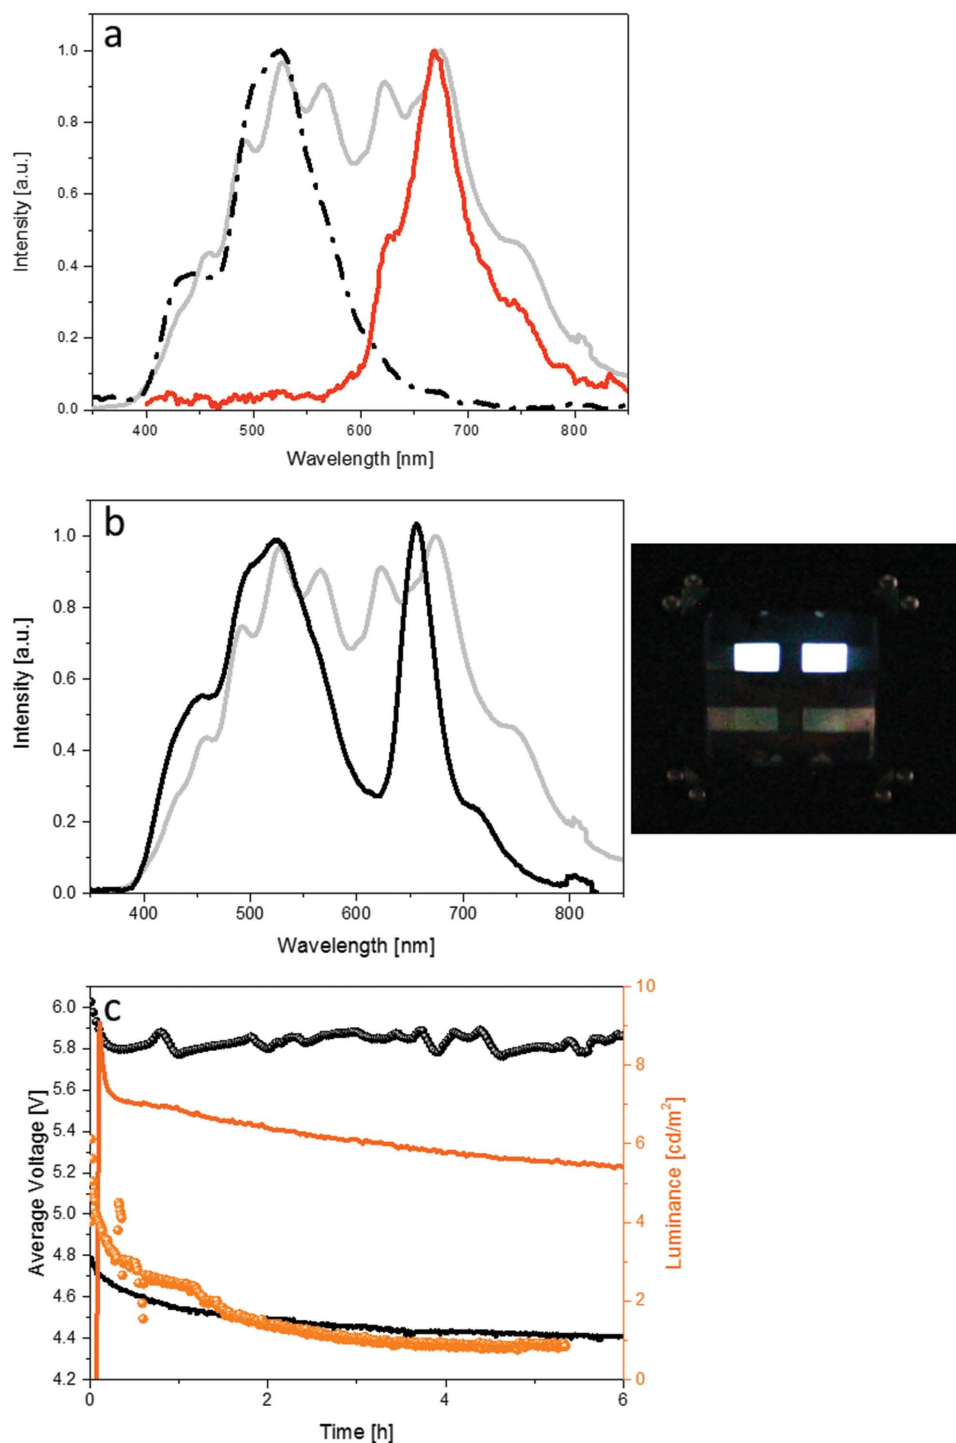 a
1.0
0.8
0.6
0.4
0.2
0.0
Intensity [a.u.]
400 500 600 700 800
Wavelength [nm]
b
1.0
0.8
0.6
0.4
0.2
0.0
Intensity [a.u.]
400 500 600 700 800
Wavelength [nm]
c
6.0
5.8
5.6
5.4
5.2
5.0
4.8
4.6
4.4
4.2
Average Voltage [V]
10
8
6
4
2
0
Luminance [cd/m²]
0 2 4 6
Time [h]